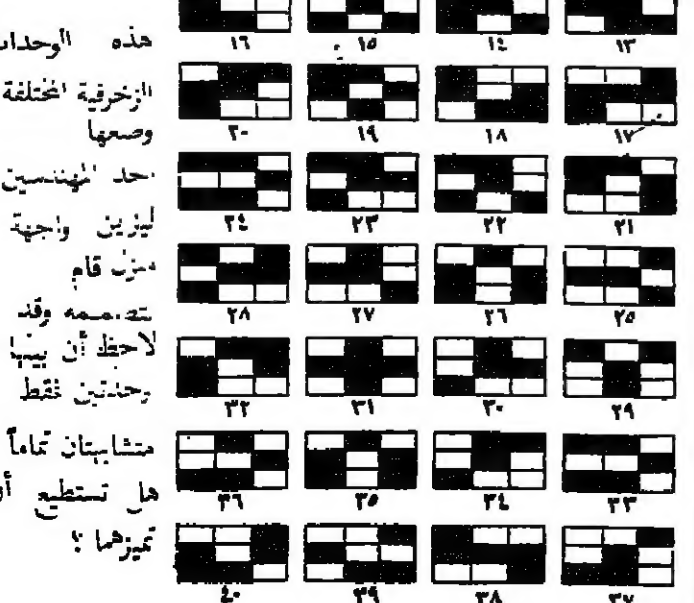 هذه الوحدات
الزخرفية المختلفة
وضعها
احد المهندسين
ليزين واجهة
منزل قام
بتصميمه وقد
لاحظ أن بينها
وحدتين فقط
متشابهتان تماماً
هل تستطيع أن
تميزهما ؟
١٦ ١٥ ١٤ ١٣
٢٠ ١٩ ١٨ ١٧
٢٤ ٢٣ ٢٢ ٢١
٢٨ ٢٧ ٢٦ ٢٥
٣٢ ٣١ ٣٠ ٢٩
٣٦ ٣٥ ٣٤ ٣٣
٤٠ ٣٩ ٣٨ ٣٧